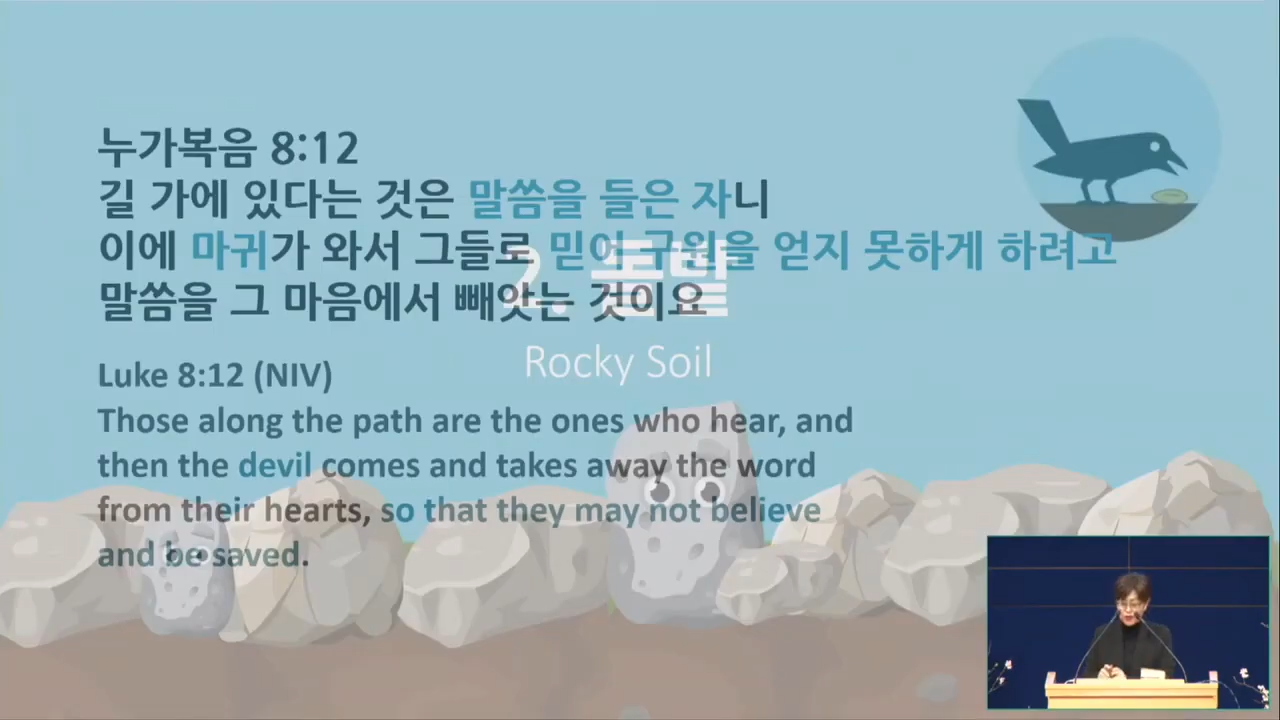 누가복음 8:12
길 가에 있다는 것은 말씀을 들은 자니
이에 마귀가 와서 그들로 믿어 구원을 얻지 못하게 하려고
말씀을 그 마음에서 빼앗는 것이요
2. 돌밭
Rocky Soil
Luke 8:12 (NIV)
Those along the path are the ones who hear, and
then the devil comes and takes away the word
from their hearts, so that they may not believe
and be saved.